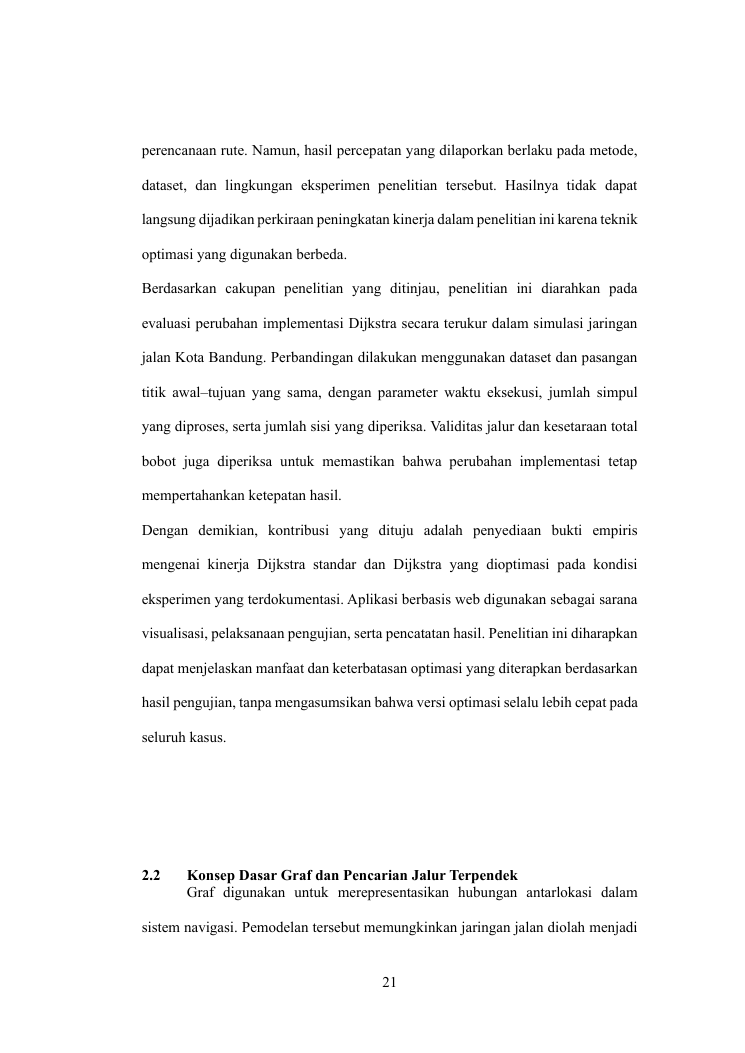 perencanaan rute. Namun, hasil percepatan yang dilaporkan berlaku pada metode,
dataset, dan lingkungan eksperimen penelitian tersebut. Hasilnya tidak dapat
langsung dijadikan perkiraan peningkatan kinerja dalam penelitian ini karena teknik
optimasi yang digunakan berbeda.
Berdasarkan cakupan penelitian yang ditinjau, penelitian ini diarahkan pada
evaluasi perubahan implementasi Dijkstra secara terukur dalam simulasi jaringan
jalan Kota Bandung. Perbandingan dilakukan menggunakan dataset dan pasangan
titik awal–tujuan yang sama, dengan parameter waktu eksekusi, jumlah simpul
yang diproses, serta jumlah sisi yang diperiksa. Validitas jalur dan kesetaraan total
bobot juga diperiksa untuk memastikan bahwa perubahan implementasi tetap
mempertahankan ketepatan hasil.
Dengan demikian, kontribusi yang dituju adalah penyediaan bukti empiris
mengenai kinerja Dijkstra standar dan Dijkstra yang dioptimasi pada kondisi
eksperimen yang terdokumentasi. Aplikasi berbasis web digunakan sebagai sarana
visualisasi, pelaksanaan pengujian, serta pencatatan hasil. Penelitian ini diharapkan
dapat menjelaskan manfaat dan keterbatasan optimasi yang diterapkan berdasarkan
hasil pengujian, tanpa mengasumsikan bahwa versi optimasi selalu lebih cepat pada
seluruh kasus.
2.2 Konsep Dasar Graf dan Pencarian Jalur Terpendek
Graf digunakan untuk merepresentasikan hubungan antarlokasi dalam
sistem navigasi. Pemodelan tersebut memungkinkan jaringan jalan diolah menjadi
21